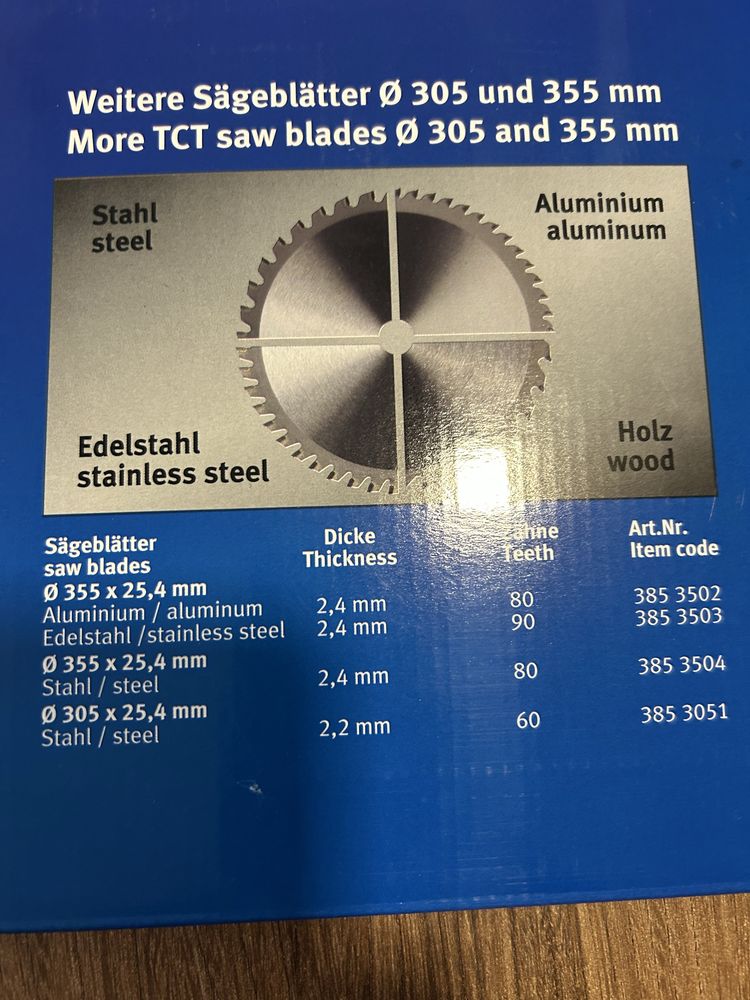 Weitere Sägeblätter Ø 305 und 355 mm
More TCT saw blades Ø 305 and 355 mm
Stahl
steel
Aluminium
aluminum
Edelstahl
stainless steel
Holz
wood
Sägeblätter
saw blades
Dicke
Thickness
Teeth
Art.Nr.
Item code
Ø 355 x 25,4 mm
Aluminium / aluminum 2,4 mm 80 385 3502
Edelstahl /stainless steel 2,4 mm 90 385 3503
Ø 355 x 25,4 mm
Stahl / steel 2,4 mm 80 385 3504
Ø 305 x 25,4 mm
Stahl / steel 2,2 mm 60 385 3051